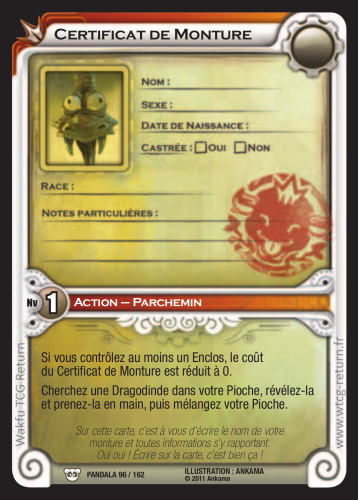 Certificat de Monture
Nom :
Sexe :
Date de Naissance :
Castrée : Oui Non
Race :
Notes particulières :
Nv 1 Action – Parchemin
Si vous contrôlez au moins un Enclos, le coût
du Certificat de Monture est réduit à 0.
Cherchez une Dragodinde dans votre Pioche, révélez-la
et prenez-la en main, puis mélangez votre Pioche.
Sur cette carte, c'est à vous d'écrire le nom de votre
monture et toutes informations s'y rapportant.
Oui oui ! Écrire sur la carte, c'est bien ça !
PANDALA 96 / 162
ILLUSTRATION : ANKAMA
© 2011 Ankama
Wakfu TCG Return
www.wtcg-return.fr